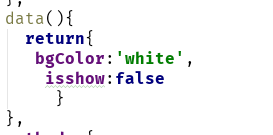 },
data(){
return{
bgColor:'white',
isshow:false
}
},